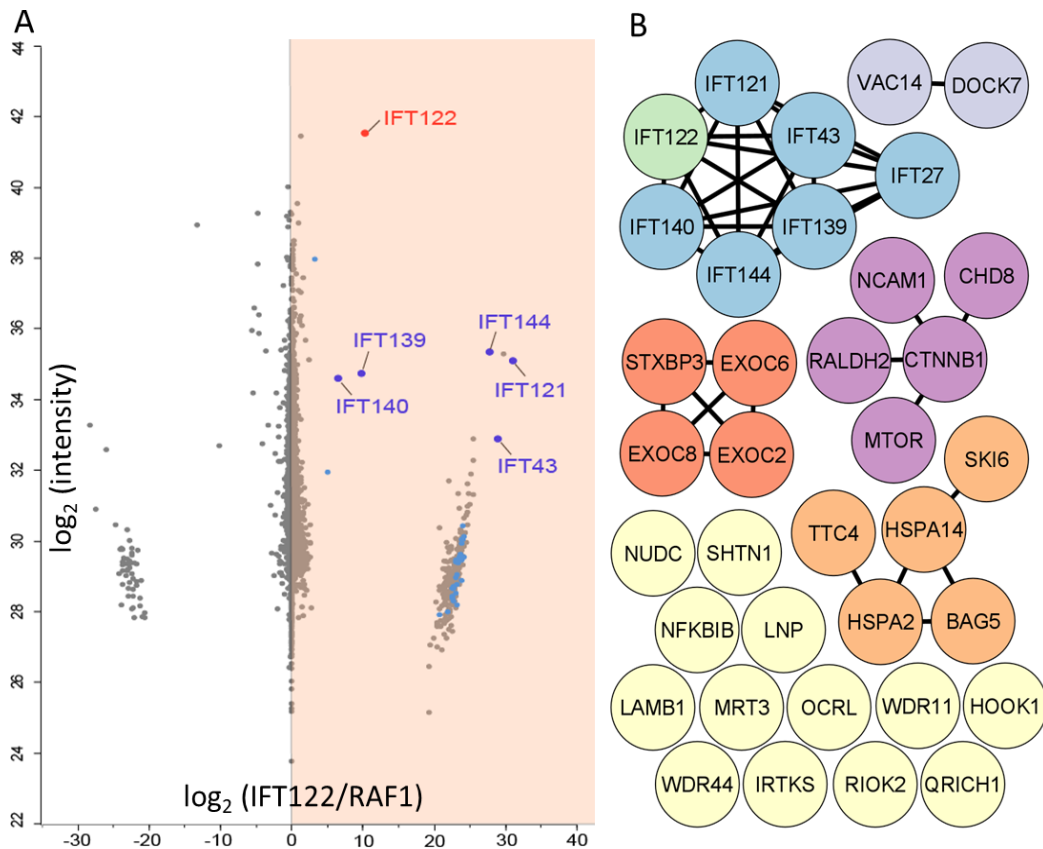 A
44
42
40
38
36
34
32
30
28
26
24
22
log2 (intensity)
IFT122
IFT144
IFT139
IFT121
IFT140
IFT43
log2 (IFT122/RAF1)
-30 -20 -10 0 10 20 30 40
B
IFT121
VAC14 DOCK7
IFT122 IFT43
IFT27
IFT140 IFT139
IFT144
NCAM1 CHD8
STXBP3 EXOC6 RALDH2 CTNNB1
EXOC8 EXOC2 MTOR
SKI6
TTC4 HSPA14
NUDC SHTN1
HSPA2 BAG5
NFKBIB LNP
LAMB1 MRT3 OCRL WDR11 HOOK1
WDR44 IRTKS RIOK2 QRICH1